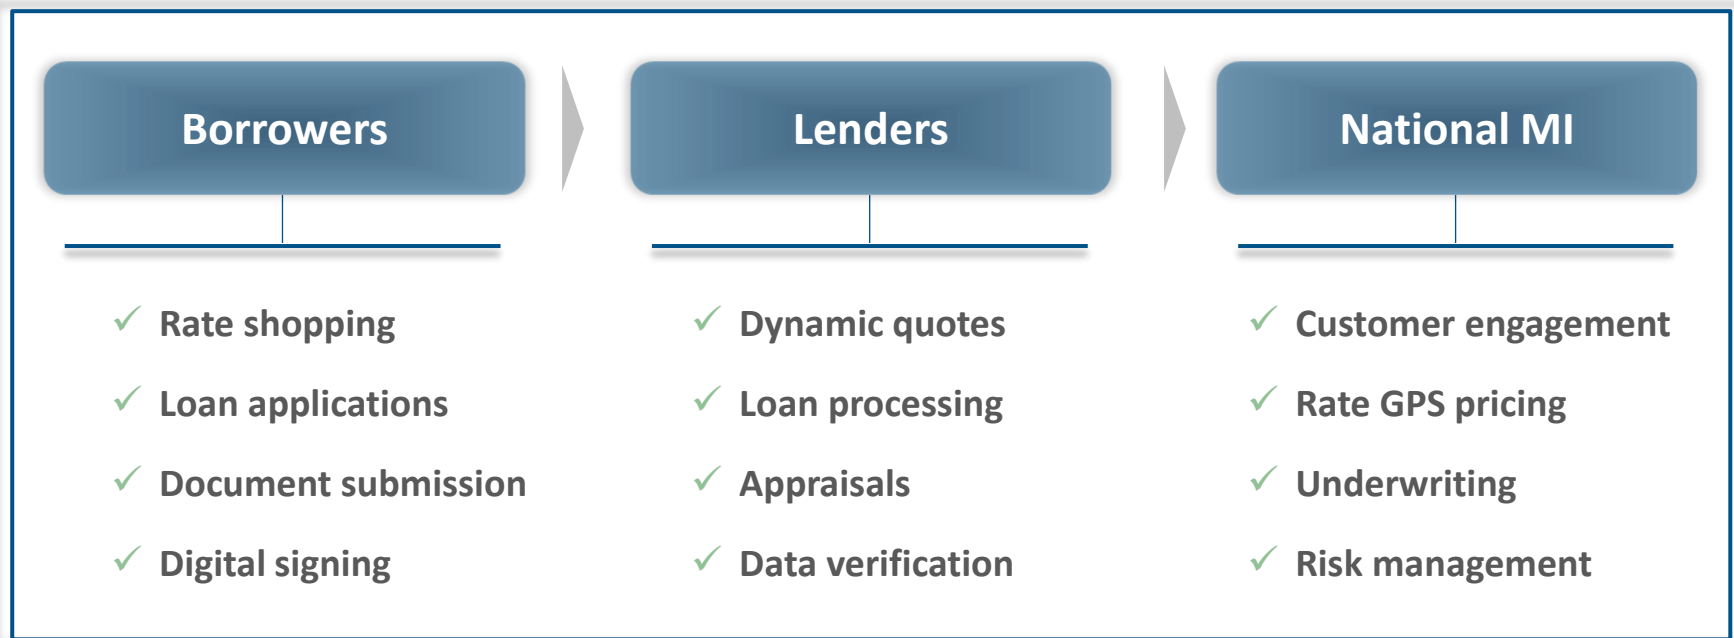 Borrowers
Lenders
National MI
Rate shopping
Loan applications
Document submission
Digital signing
Dynamic quotes
Loan processing
Appraisals
Data verification
Customer engagement
Rate GPS pricing
Underwriting
Risk management